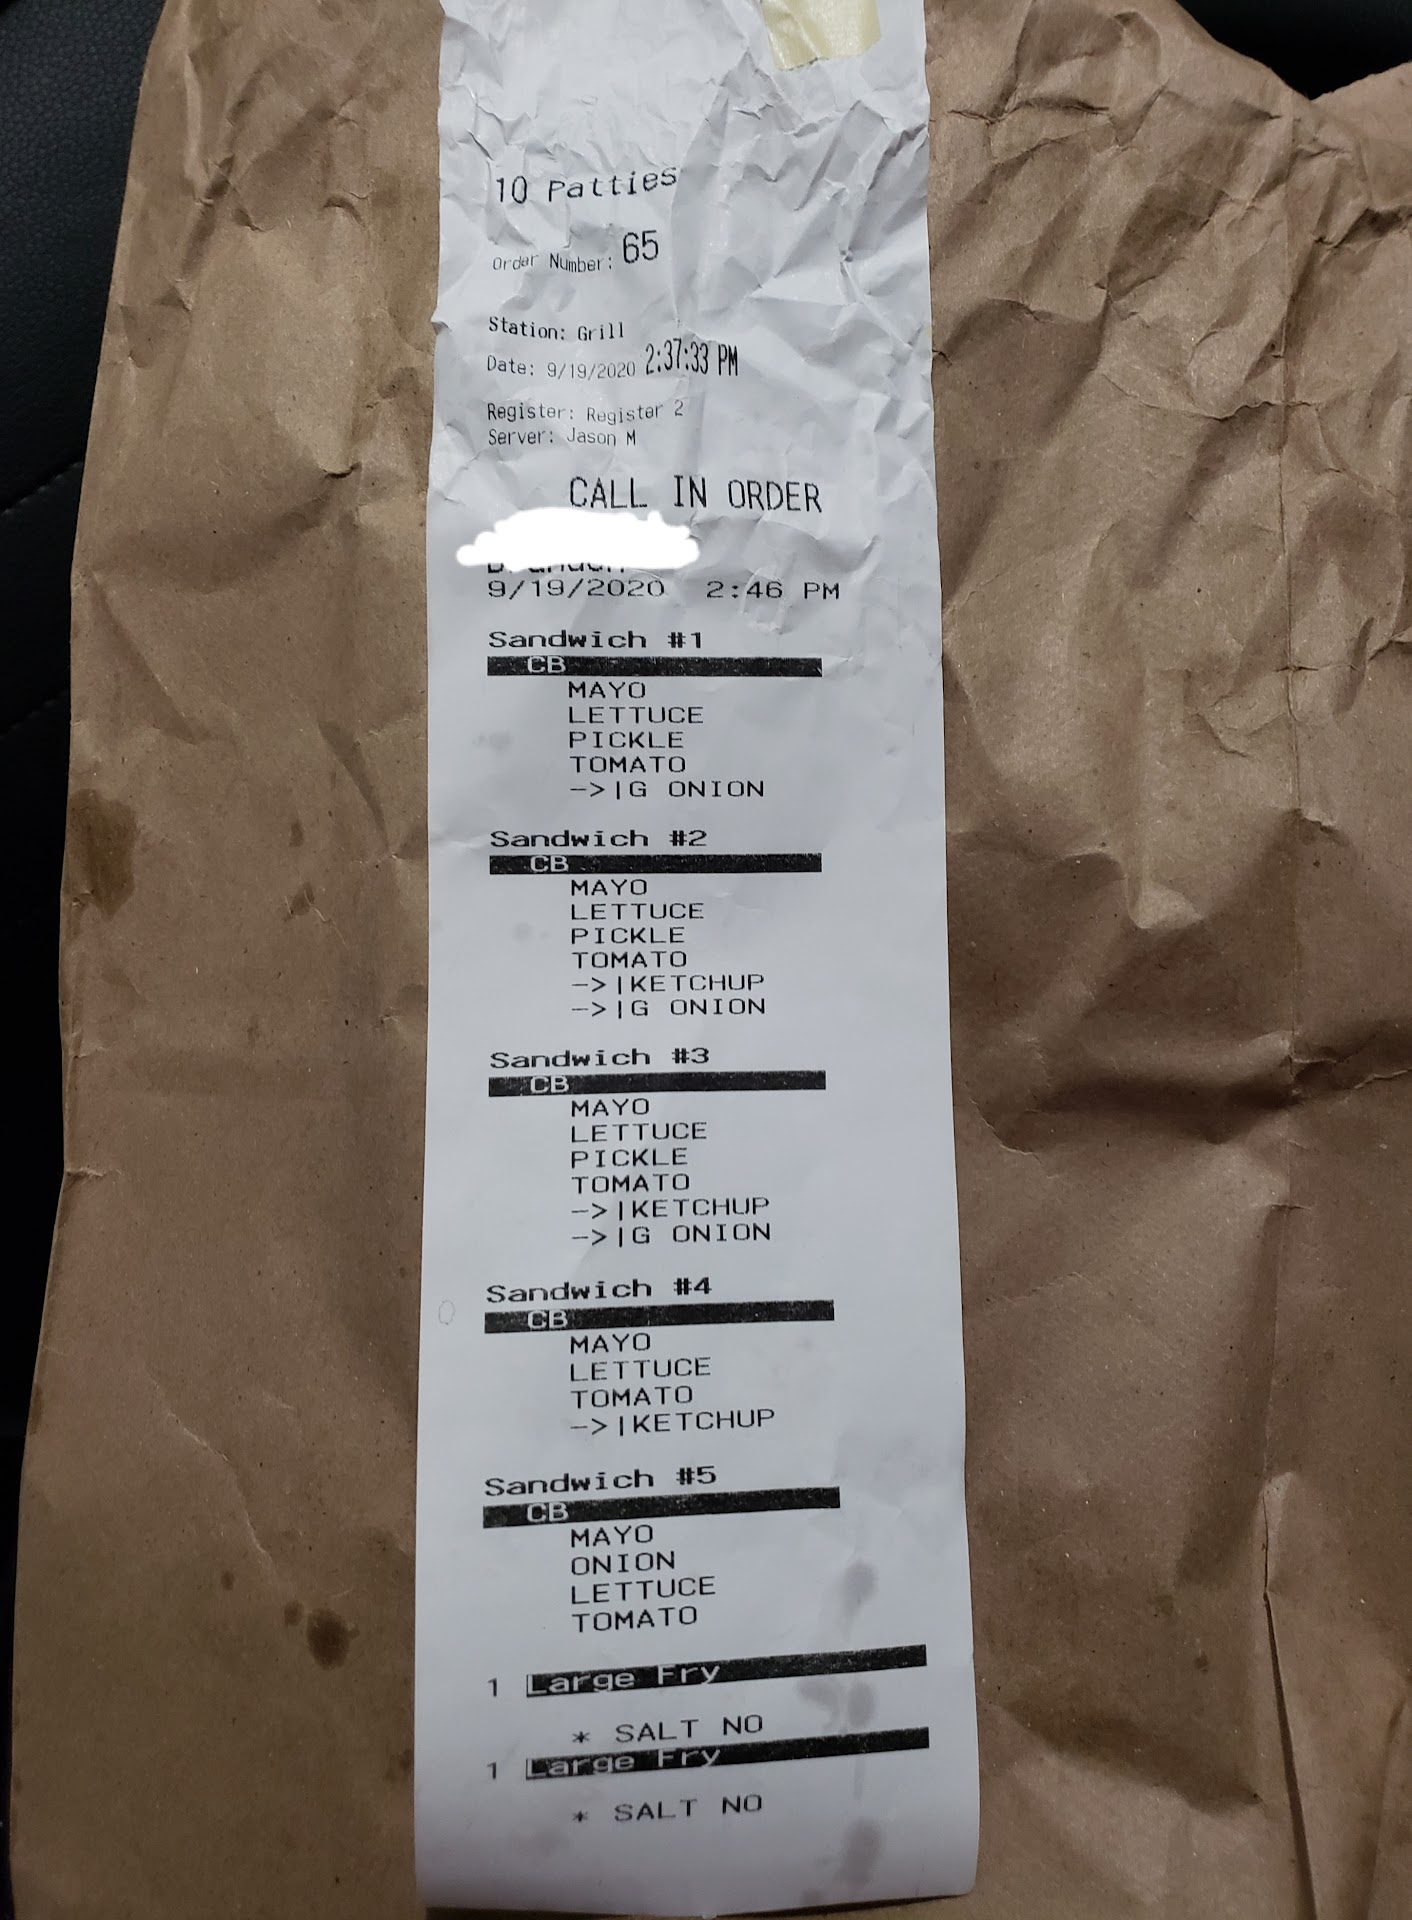 10 Patties
Order Number: 65
Station: Grill
Date: 9/19/2020 2:37:33 PM
Register: Register 2
Server: Jason M
CALL IN ORDER
9/19/2020 2:46 PM
Sandwich #1
CB
MAYO
LETTUCE
PICKLE
TOMATO
->|G ONION
Sandwich #2
CB
MAYO
LETTUCE
PICKLE
TOMATO
->|KETCHUP
->|G ONION
Sandwich #3
CB
MAYO
LETTUCE
PICKLE
TOMATO
->|KETCHUP
->|G ONION
Sandwich #4
CB
MAYO
LETTUCE
TOMATO
->|KETCHUP
Sandwich #5
CB
MAYO
ONION
LETTUCE
TOMATO
1 Large Fry
* SALT NO
1 Large Fry
* SALT NO